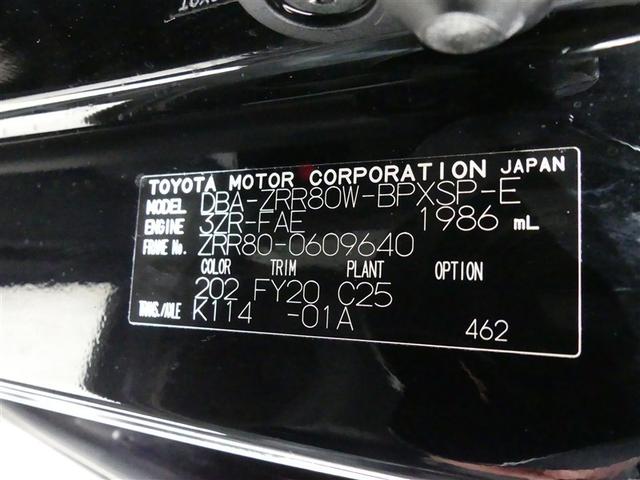 TOYOTA MOTOR CORPORATION JAPAN
MODEL DBA-ZRR80W-BPXSP-E
ENGINE 3ZR-FAE 1986 mL
FRAME No. ZRR80-0609640
COLOR TRIM PLANT OPTION
202 FY20 C25
TRANS./AXLE K114 -01A
462